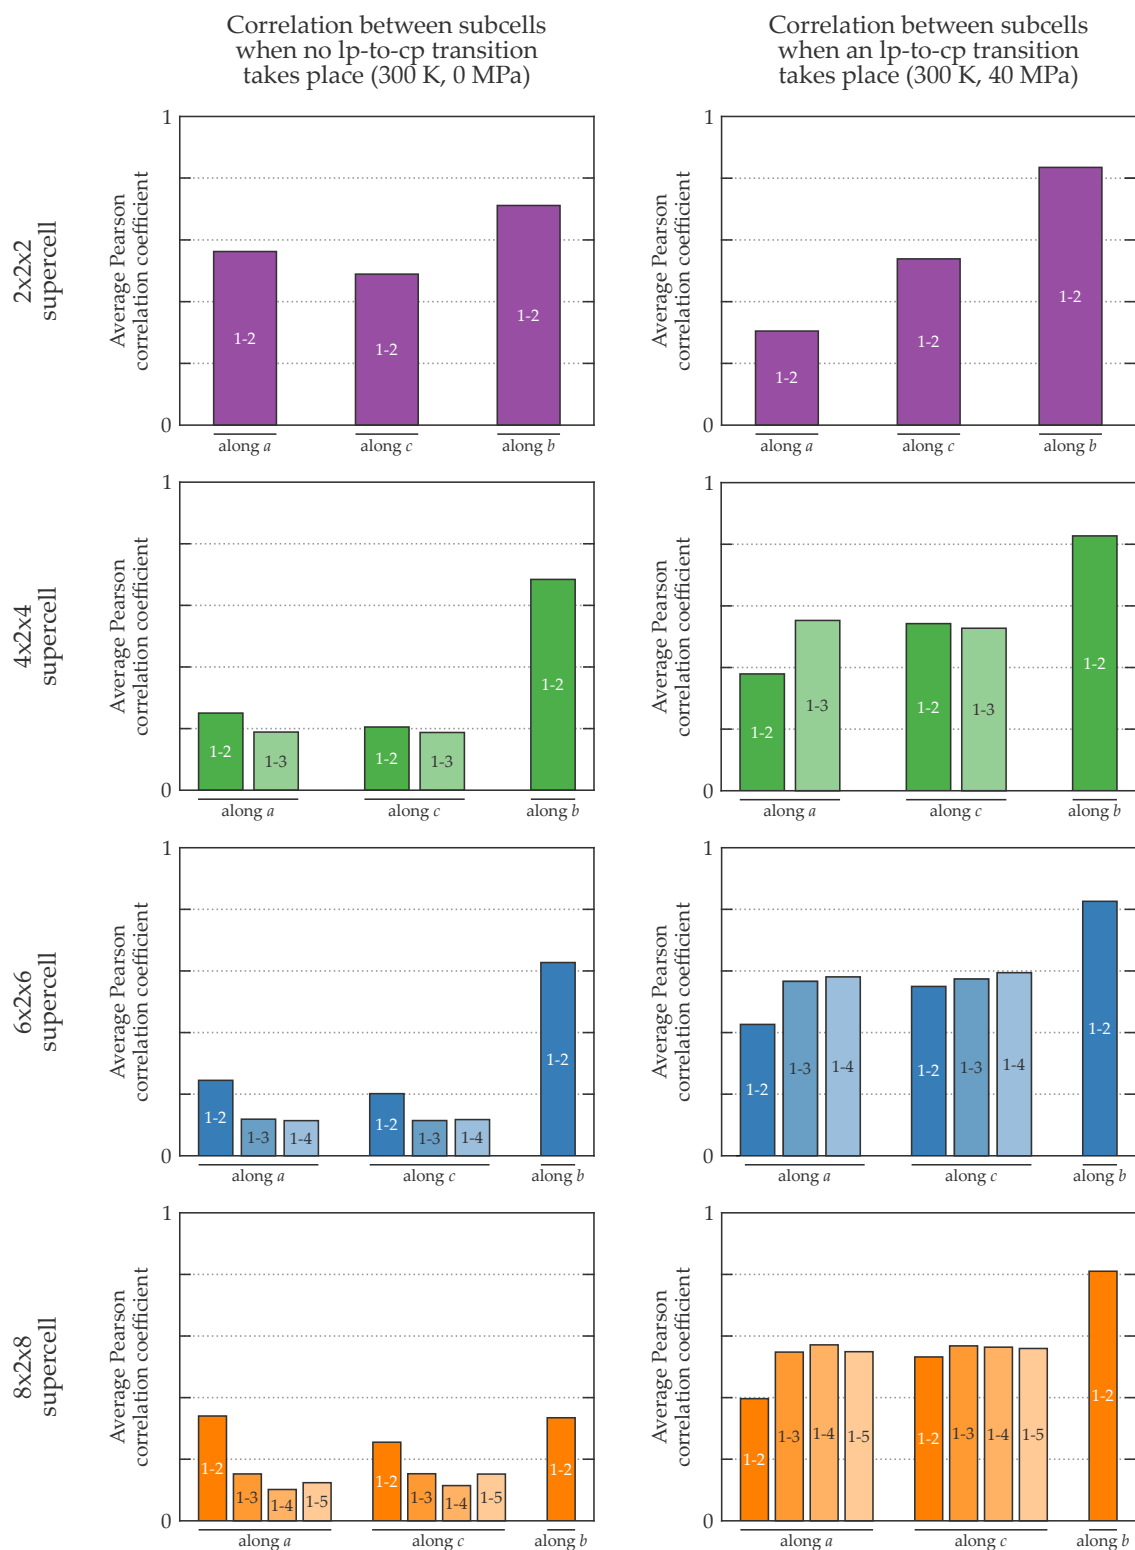 Correlation between subcells
when no lp-to-cp transition
takes place (300 K, 0 MPa)
Correlation between subcells
when an lp-to-cp transition
takes place (300 K, 40 MPa)
2x2x2
supercell
Average Pearson
correlation coefficient
1
0
1-2
1-2
1-2
along a
along c
along b
Average Pearson
correlation coefficient
1
0
1-2
1-2
1-2
along a
along c
along b
4x2x4
supercell
Average Pearson
correlation coefficient
1
0
1-2
1-3
1-2
1-3
1-2
along a
along c
along b
Average Pearson
correlation coefficient
1
0
1-2
1-3
1-2
1-3
1-2
along a
along c
along b
6x2x6
supercell
Average Pearson
correlation coefficient
1
0
1-2
1-3
1-4
1-2
1-3
1-4
1-2
along a
along c
along b
Average Pearson
correlation coefficient
1
0
1-2
1-3
1-4
1-2
1-3
1-4
1-2
along a
along c
along b
8x2x8
supercell
Average Pearson
correlation coefficient
1
0
1-2
1-3
1-4
1-5
1-2
1-3
1-4
1-5
1-2
along a
along c
along b
Average Pearson
correlation coefficient
1
0
1-2
1-3
1-4
1-5
1-2
1-3
1-4
1-5
1-2
along a
along c
along b